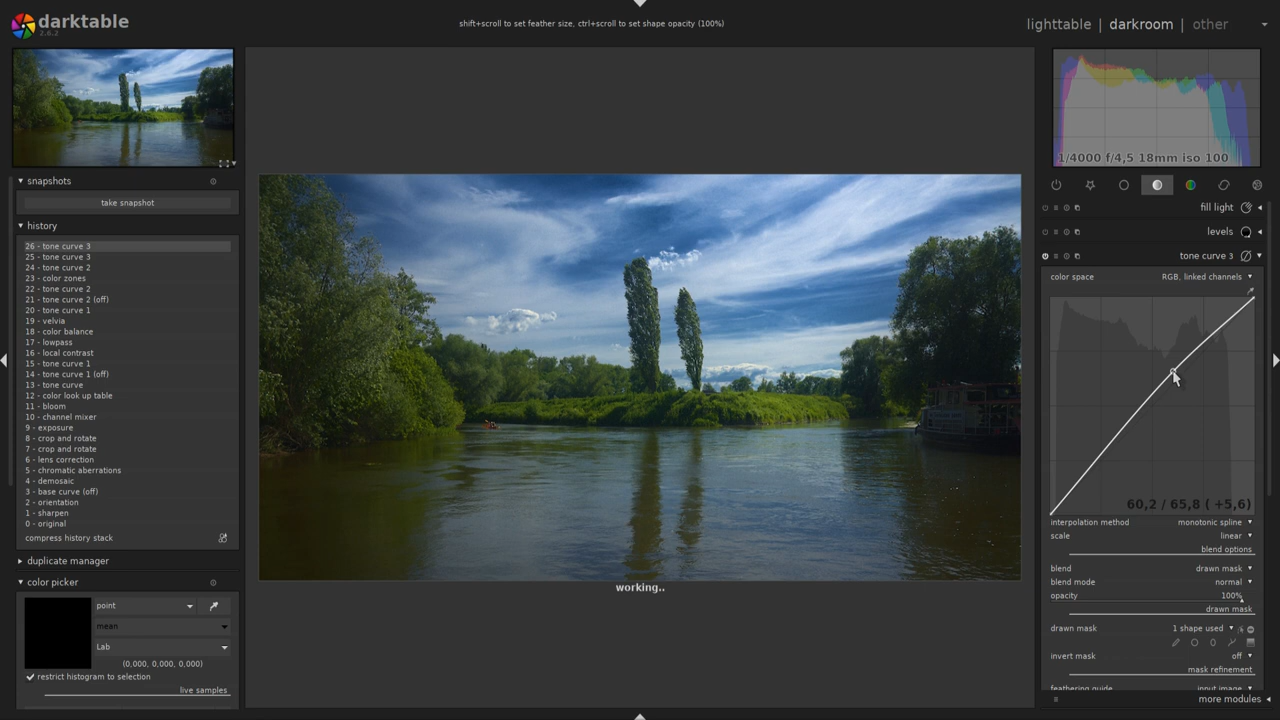 darktable
2.6.2
shift+scroll to set feather size, ctrl+scroll to set shape opacity (100%)
lighttable | darkroom | other
snapshots
take snapshot
history
26 - tone curve 3
25 - tone curve 3
24 - tone curve 2
23 - color zones
22 - tone curve 2
21 - tone curve 2 (off)
20 - tone curve 1
19 - velvia
18 - color balance
17 - lowpass
16 - local contrast
15 - tone curve 1
14 - tone curve 1 (off)
13 - tone curve
12 - color look up table
11 - bloom
10 - channel mixer
9 - exposure
8 - crop and rotate
7 - crop and rotate
6 - lens correction
5 - chromatic aberrations
4 - demosaic
3 - base curve (off)
2 - orientation
1 - sharpen
0 - original
compress history stack
duplicate manager
color picker
point
mean
Lab
(0,000, 0,000, 0,000)
restrict histogram to selection
live samples
working..
1/4000 f/4,5 18mm iso 100
fill light
levels
tone curve 3
color space RGB, linked channels
60,2 / 65,8 ( +5,6)
interpolation method monotonic spline
scale linear
blend options
blend drawn mask
blend mode normal
opacity 100%
drawn mask
drawn mask 1 shape used
invert mask off
mask refinement
feathering guide input image
more modules